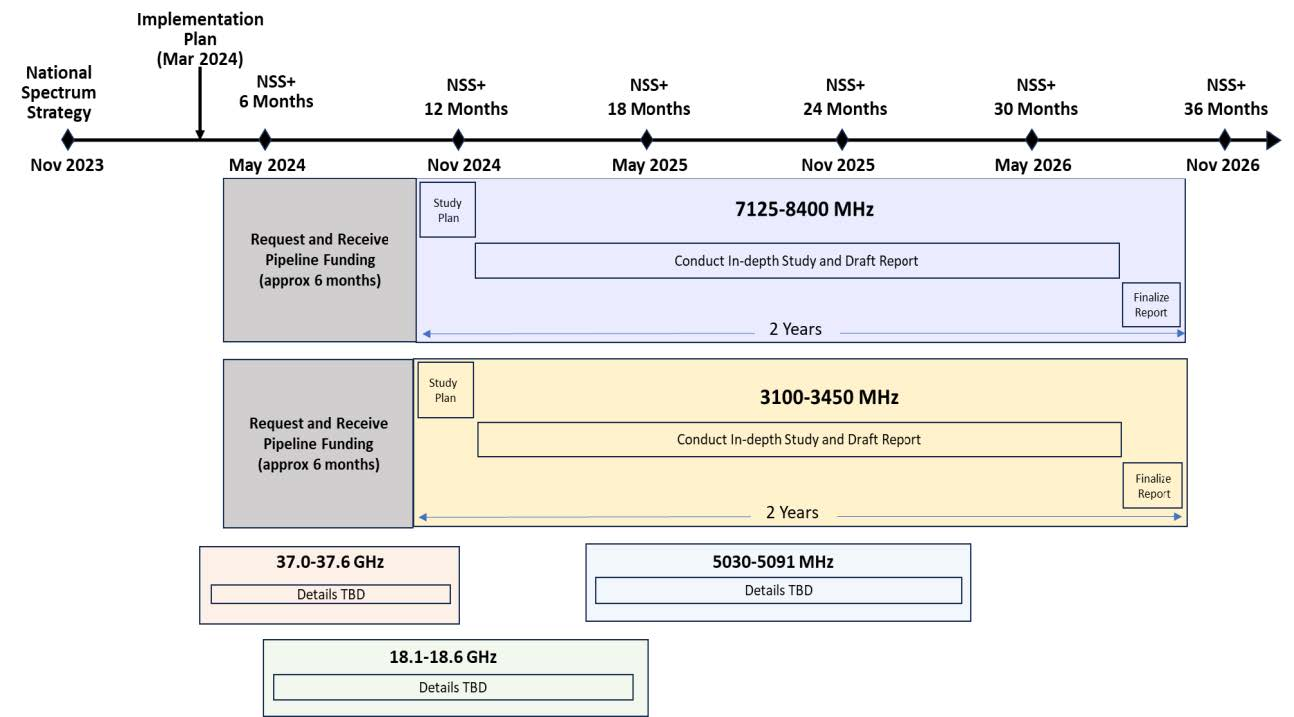 Implementation
Plan
(Mar 2024)
National
Spectrum
Strategy
NSS+
6 Months
NSS+
12 Months
NSS+
18 Months
NSS+
24 Months
NSS+
30 Months
NSS+
36 Months
Nov 2023
May 2024
Nov 2024
May 2025
Nov 2025
May 2026
Nov 2026
Request and Receive
Pipeline Funding
(approx 6 months)
Study
Plan
7125-8400 MHz
Conduct In-depth Study and Draft Report
Finalize
Report
2 Years
Request and Receive
Pipeline Funding
(approx 6 months)
Study
Plan
3100-3450 MHz
Conduct In-depth Study and Draft Report
Finalize
Report
2 Years
37.0-37.6 GHz
Details TBD
5030-5091 MHz
Details TBD
18.1-18.6 GHz
Details TBD